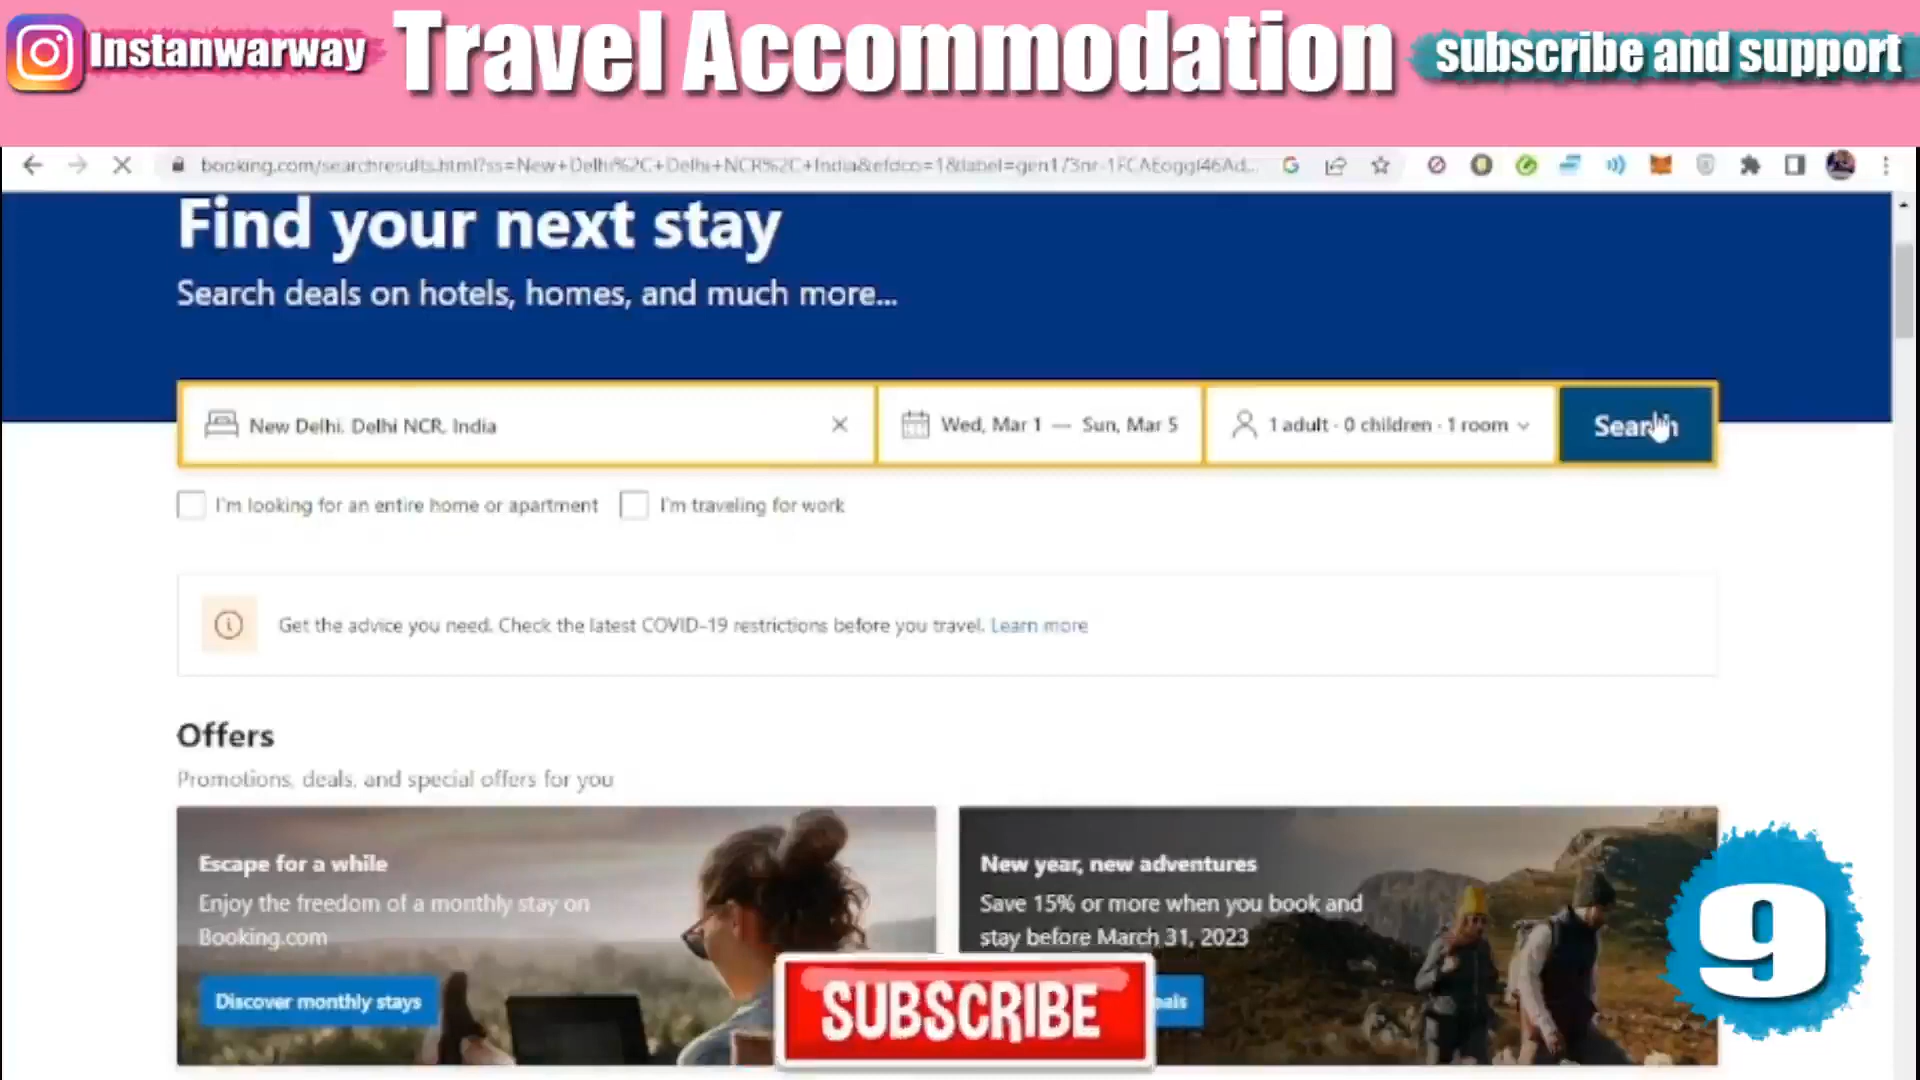 Instanwarway
Travel Accommodation
subscribe and support
Find your next stay
Search deals on hotels, homes, and much more...
New Delhi, Delhi NCR, India
Wed, Mar 1 — Sun, Mar 5
1 adult · 0 children · 1 room
Search
I'm looking for an entire home or apartment
I'm traveling for work
Get the advice you need. Check the latest COVID-19 restrictions before you travel. Learn more
Offers
Promotions, deals, and special offers for you
Escape for a while
Enjoy the freedom of a monthly stay on
Booking.com
Discover monthly stays
New year, new adventures
Save 15% or more when you book and
stay before March 31, 2023
SUBSCRIBE
9